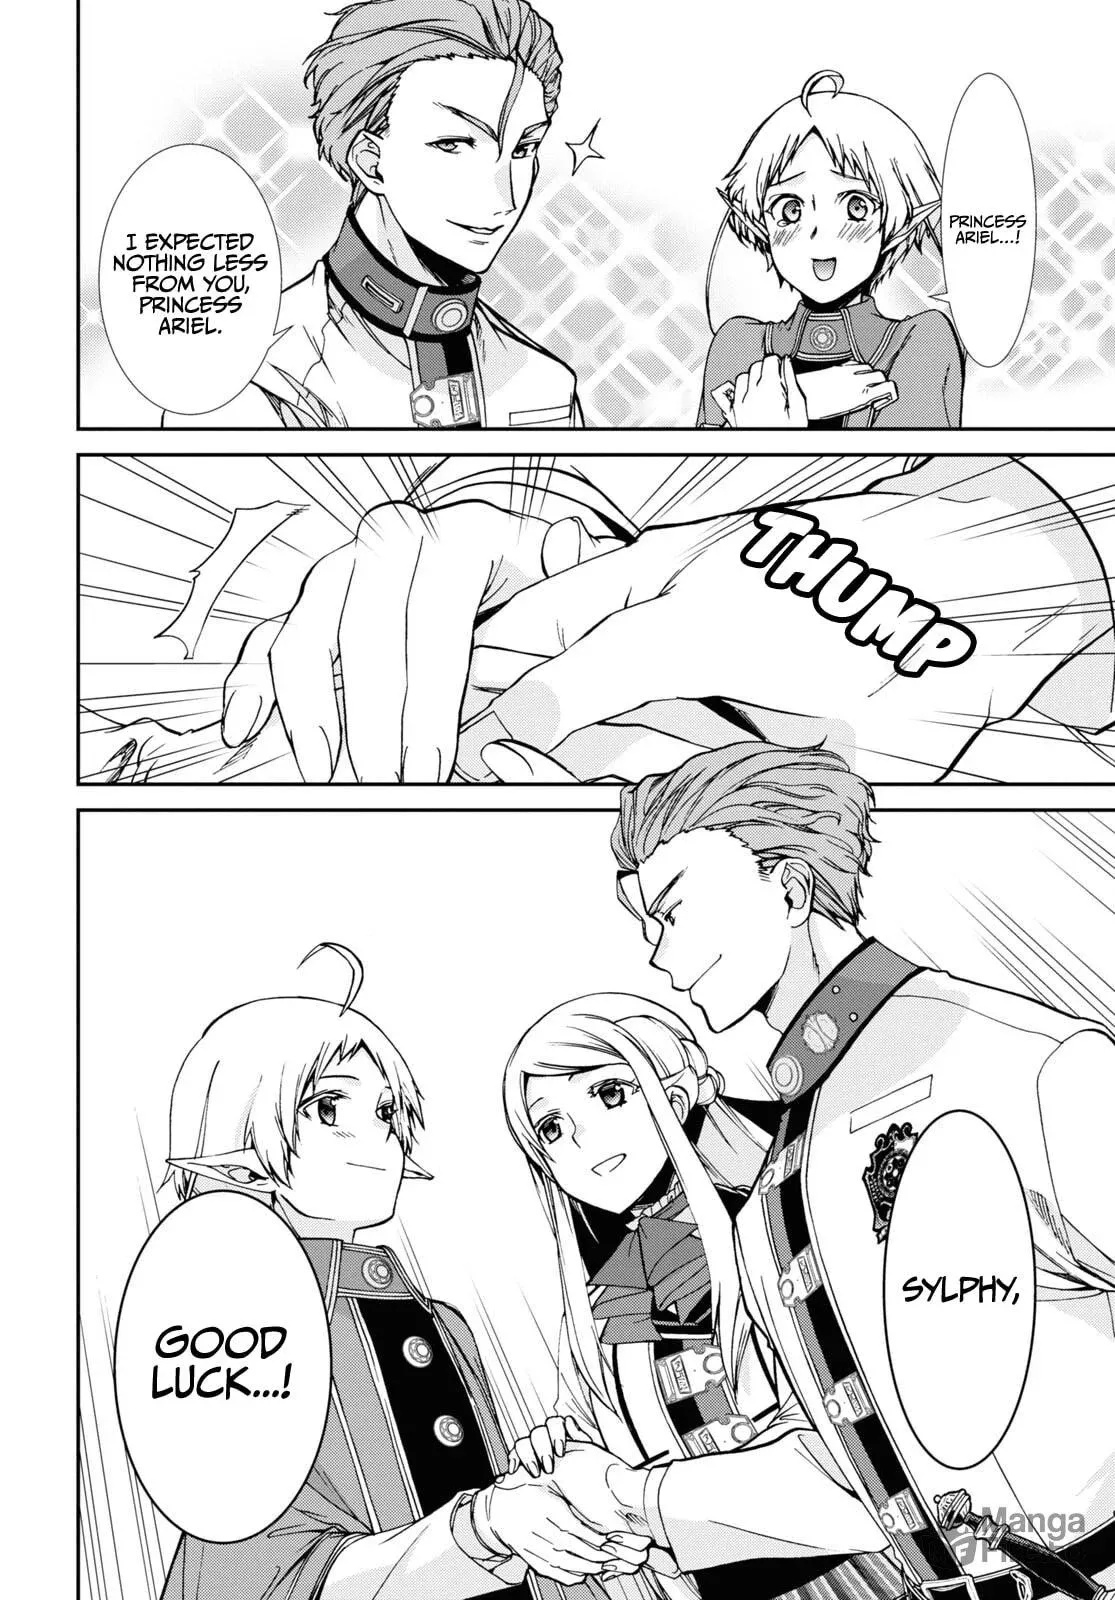 PRINCESS
ARIEL...!
I EXPECTED
NOTHING LESS
FROM YOU,
PRINCESS
ARIEL.
THUMP
SYLPHY,
GOOD
LUCK...!
Manga